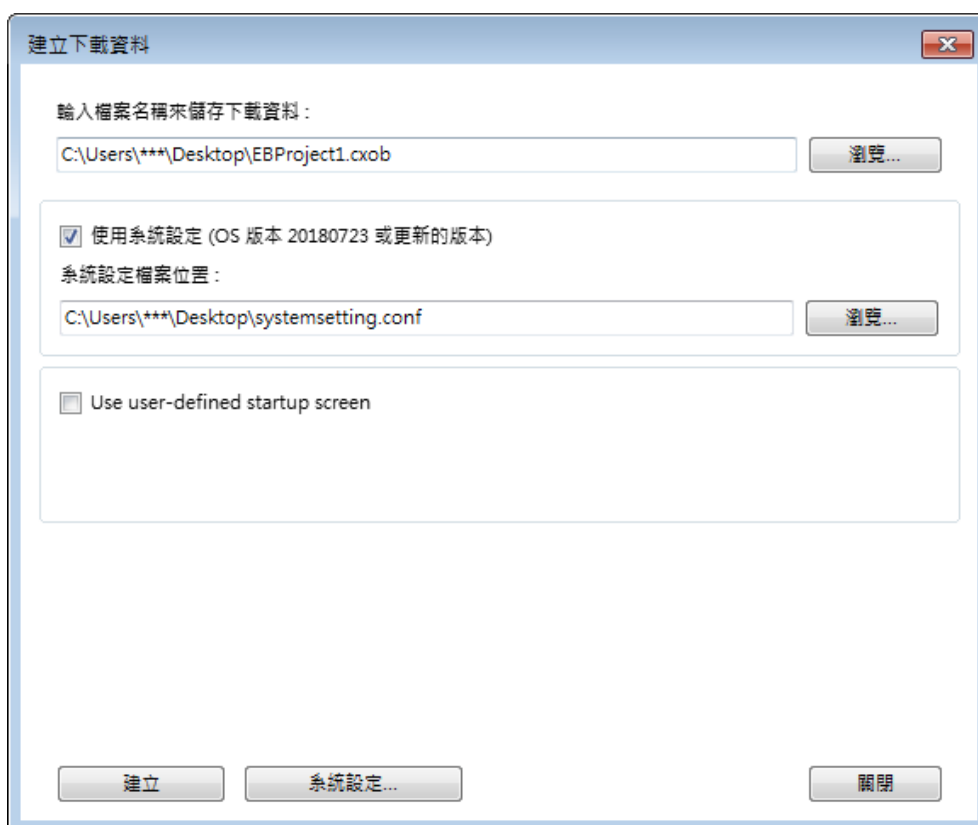 建立下載資料
輸入檔案名稱來儲存下載資料：
C:\Users\***\Desktop\EBProject1.cxob
瀏覽...
使用系統設定 (OS 版本 20180723 或更新的版本)
系統設定檔案位置：
C:\Users\***\Desktop\systemsetting.conf
瀏覽...
Use user-defined startup screen
建立
系統設定...
關閉